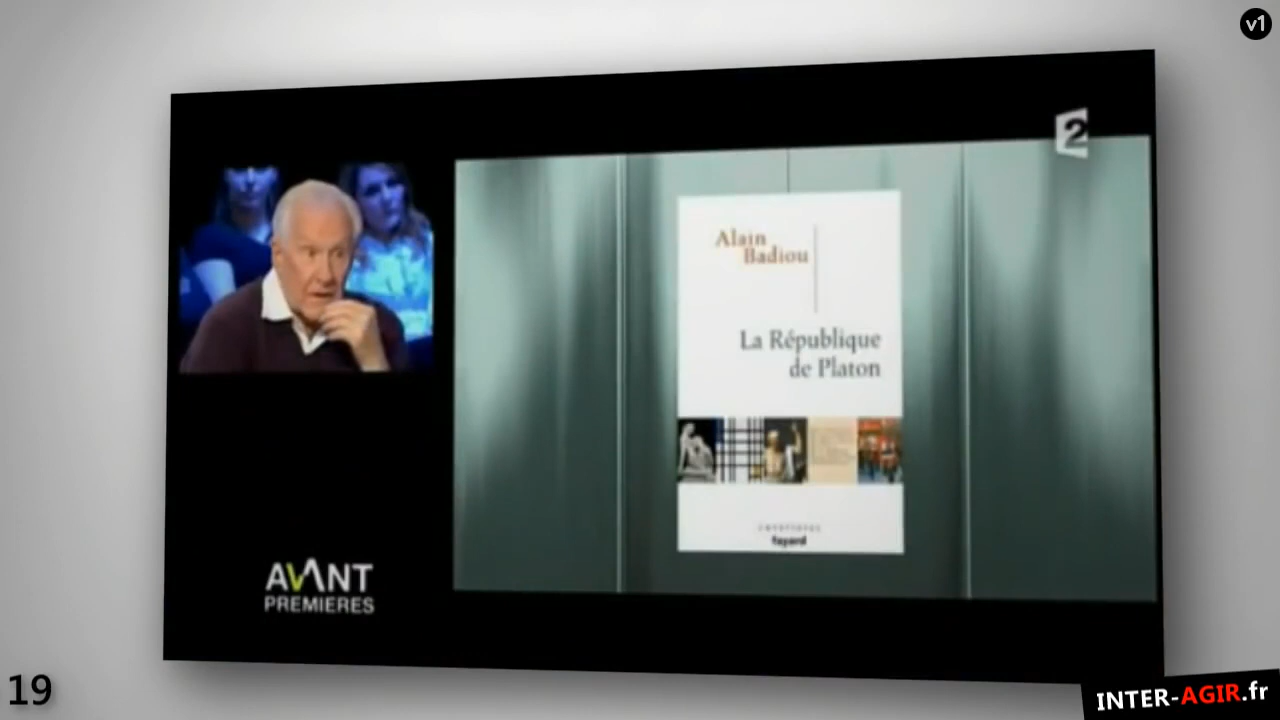 v1
2
Alain
Badiou
La République
de Platon
fayard
AVANT
PREMIERES
19
INTER-AGIR.fr